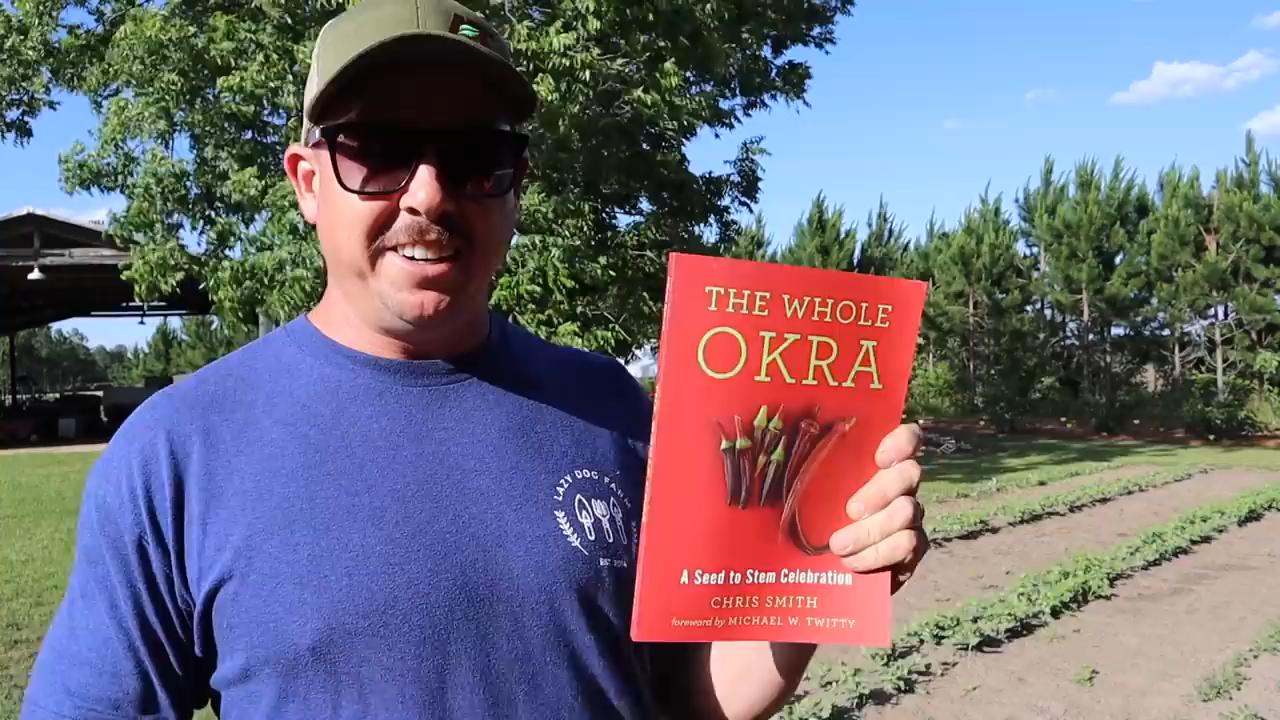 THE WHOLE
OKRA
A Seed to Stem Celebration
CHRIS SMITH
foreword by MICHAEL W. TWITTY
LAZY DOG FARM